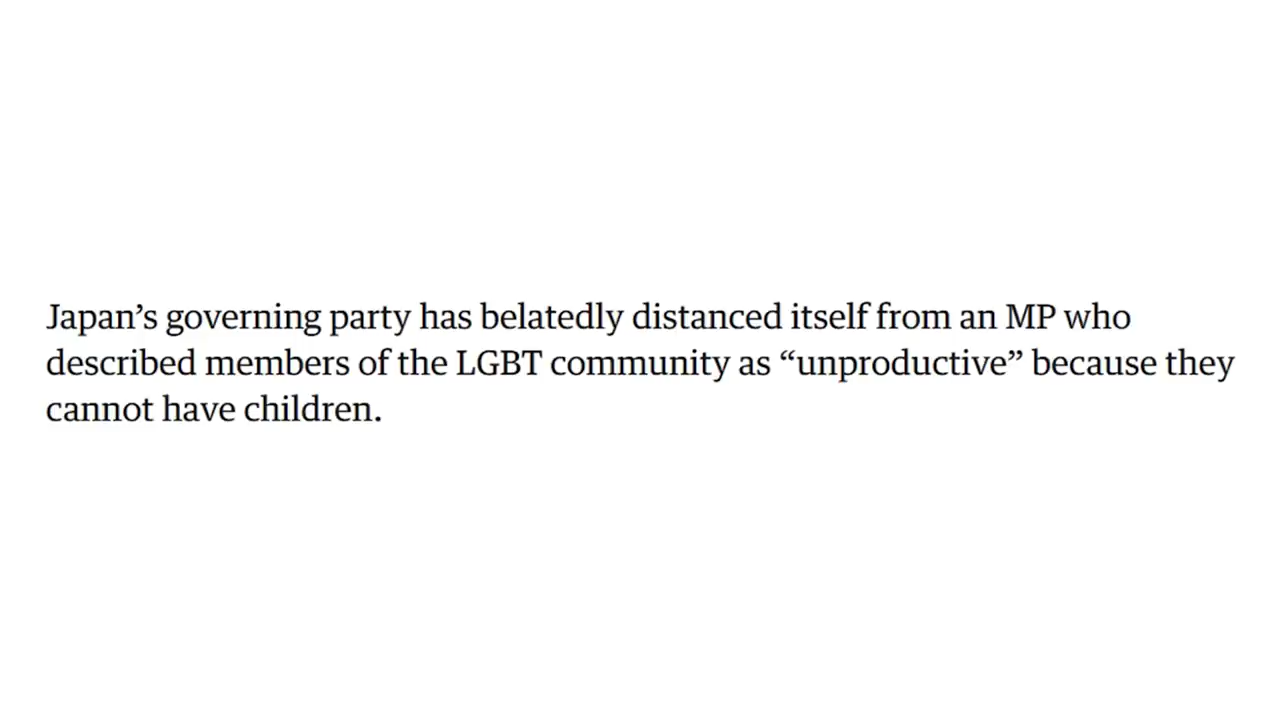 Japan’s governing party has belatedly distanced itself from an MP who
described members of the LGBT community as “unproductive” because they
cannot have children.